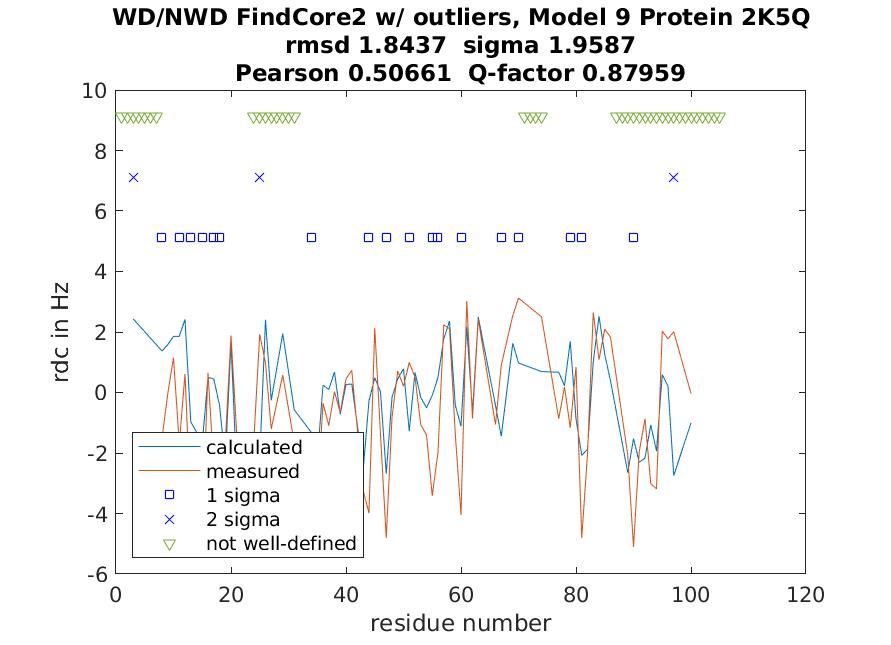 WD/NWD FindCore2 w/ outliers, Model 9 Protein 2K5Q
rmsd 1.8437  sigma 1.9587
Pearson 0.50661  Q-factor 0.87959
10
8
6
4
2
0
-2
-4
-6
rdc in Hz
calculated
measured
1 sigma
2 sigma
not well-defined
0 20 40 60 80 100 120
residue number